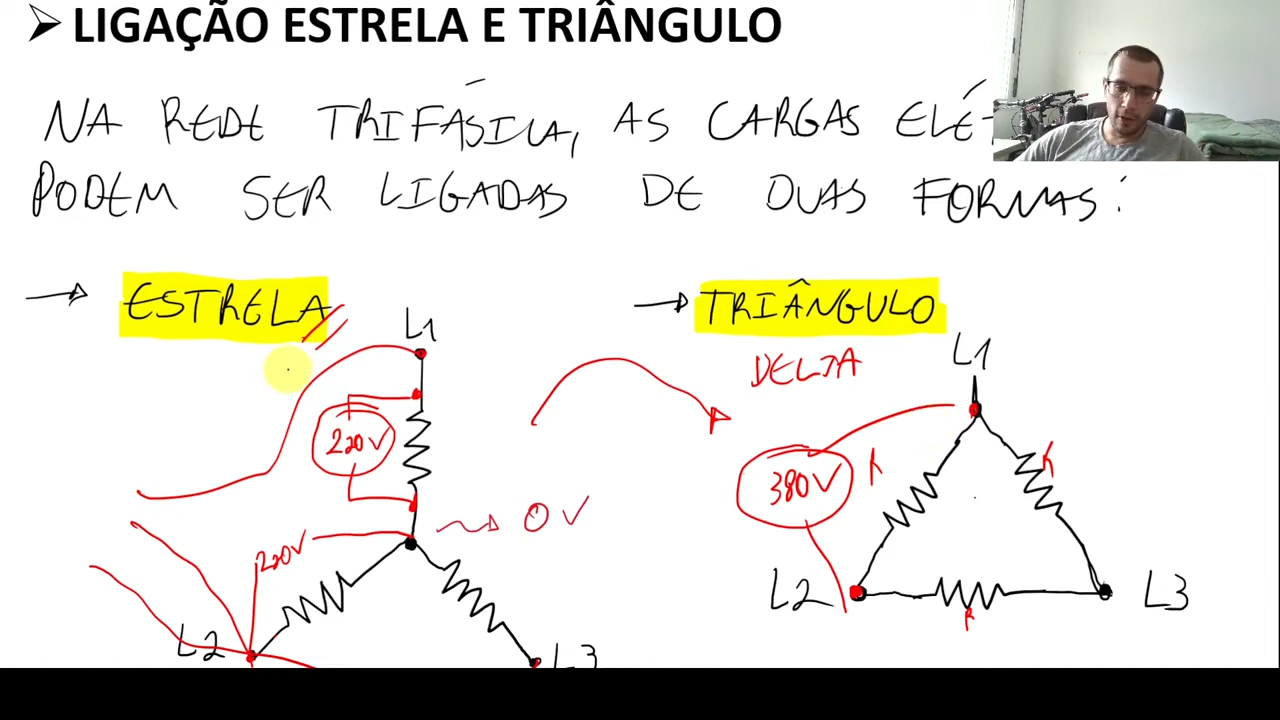 ➢ LIGAÇÃO ESTRELA E TRIÂNGULO
NA REDE TRIFÁSICA, AS CARGAS ELÉ-
PODEM SER LIGADAS DE DUAS FORMAS:
→ ESTRELA
→ TRIÂNGULO
L1
DELTA
L1
220V
380V
R
R
0V
220V
L2
L3
R
L2
L3